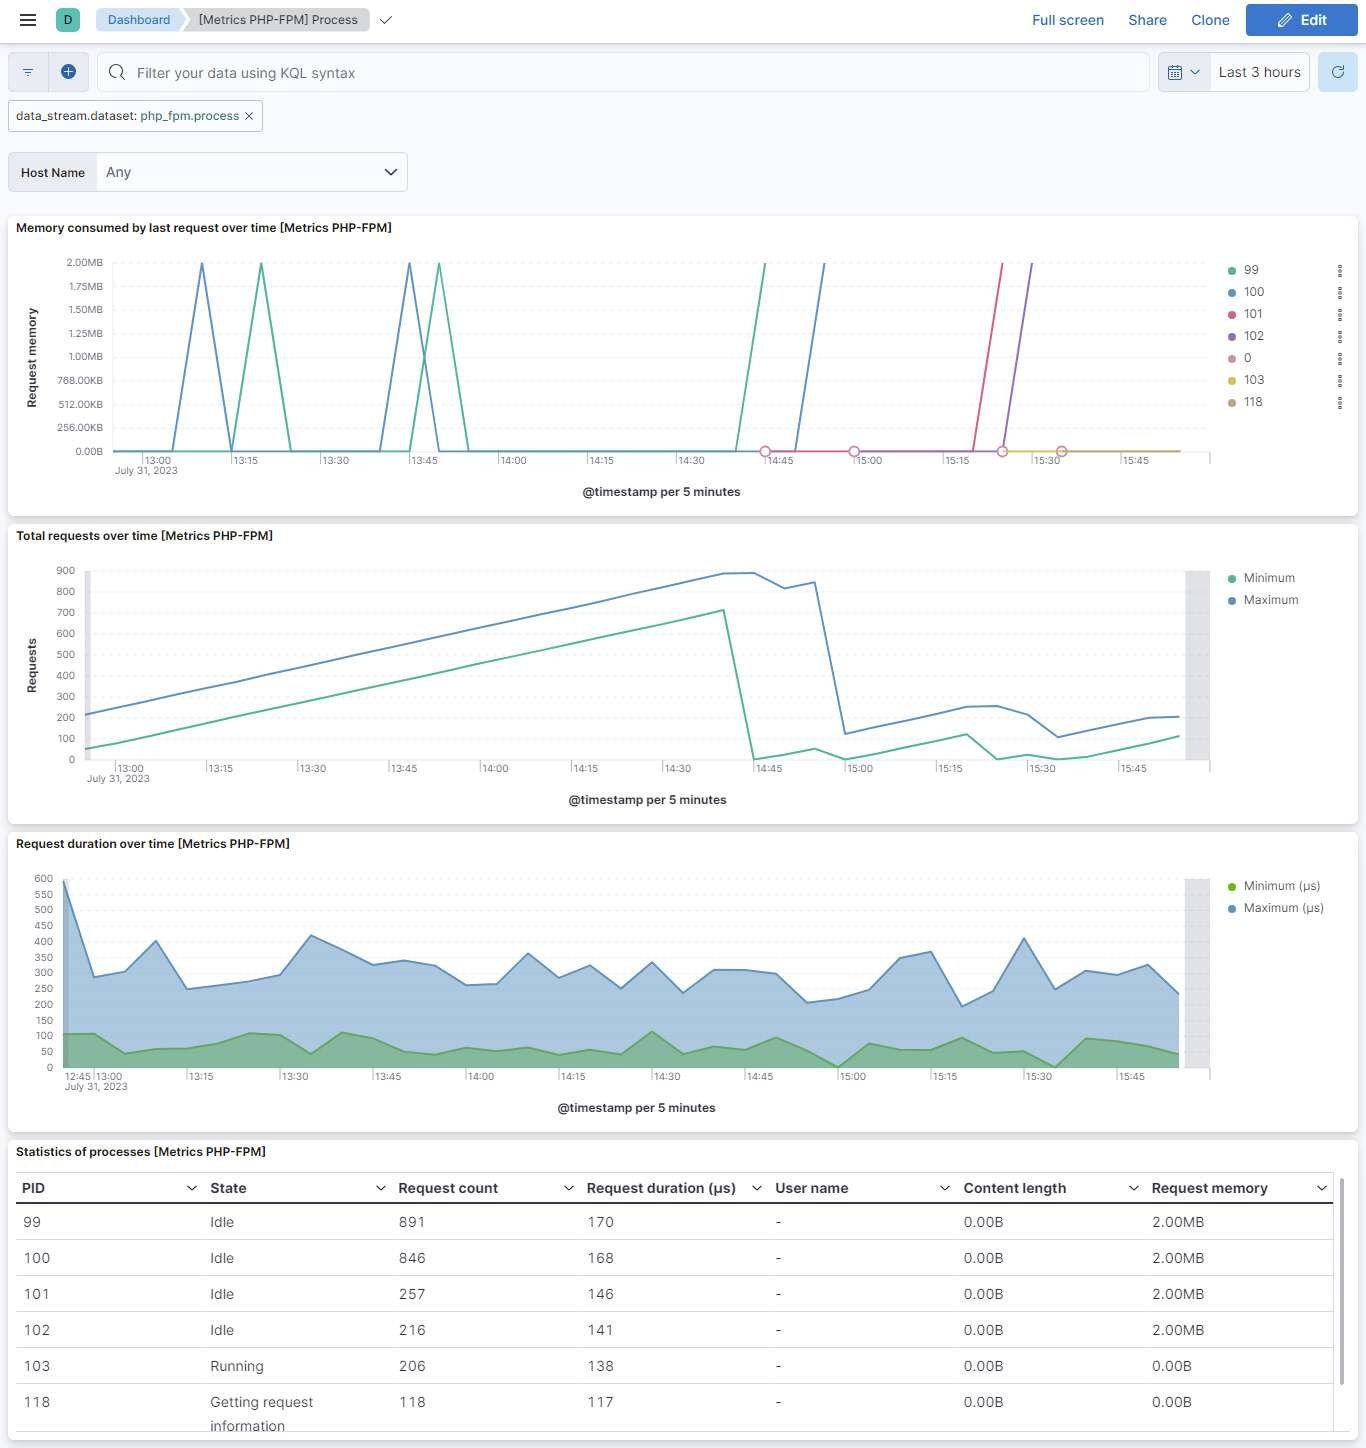 D Dashboard [Metrics PHP-FPM] Process Full screen Share Clone Edit
Filter your data using KQL syntax Last 3 hours
data_stream.dataset: php_fpm.process ×
Host Name Any
Memory consumed by last request over time [Metrics PHP-FPM]
2.00MB
1.75MB
1.50MB
1.25MB
1.00MB
768.00KB
512.00KB
256.00KB
0.00B
Request memory
13:00 13:15 13:30 13:45 14:00 14:15 14:30 14:45 15:00 15:15 15:30 15:45
July 31, 2023
@timestamp per 5 minutes
99
100
101
102
0
103
118
Total requests over time [Metrics PHP-FPM]
900
800
700
600
500
400
300
200
100
0
Requests
13:00 13:15 13:30 13:45 14:00 14:15 14:30 14:45 15:00 15:15 15:30 15:45
July 31, 2023
@timestamp per 5 minutes
Minimum
Maximum
Request duration over time [Metrics PHP-FPM]
600
550
500
450
400
350
300
250
200
150
100
50
0
12:45 13:00 13:15 13:30 13:45 14:00 14:15 14:30 14:45 15:00 15:15 15:30 15:45
July 31, 2023
@timestamp per 5 minutes
Minimum (µs)
Maximum (µs)
Statistics of processes [Metrics PHP-FPM]
PID State Request count Request duration (µs) User name Content length Request memory
99 Idle 891 170 - 0.00B 2.00MB
100 Idle 846 168 - 0.00B 2.00MB
101 Idle 257 146 - 0.00B 2.00MB
102 Idle 216 141 - 0.00B 2.00MB
103 Running 206 138 - 0.00B 0.00B
118 Getting request 118 117 - 0.00B 0.00B
information